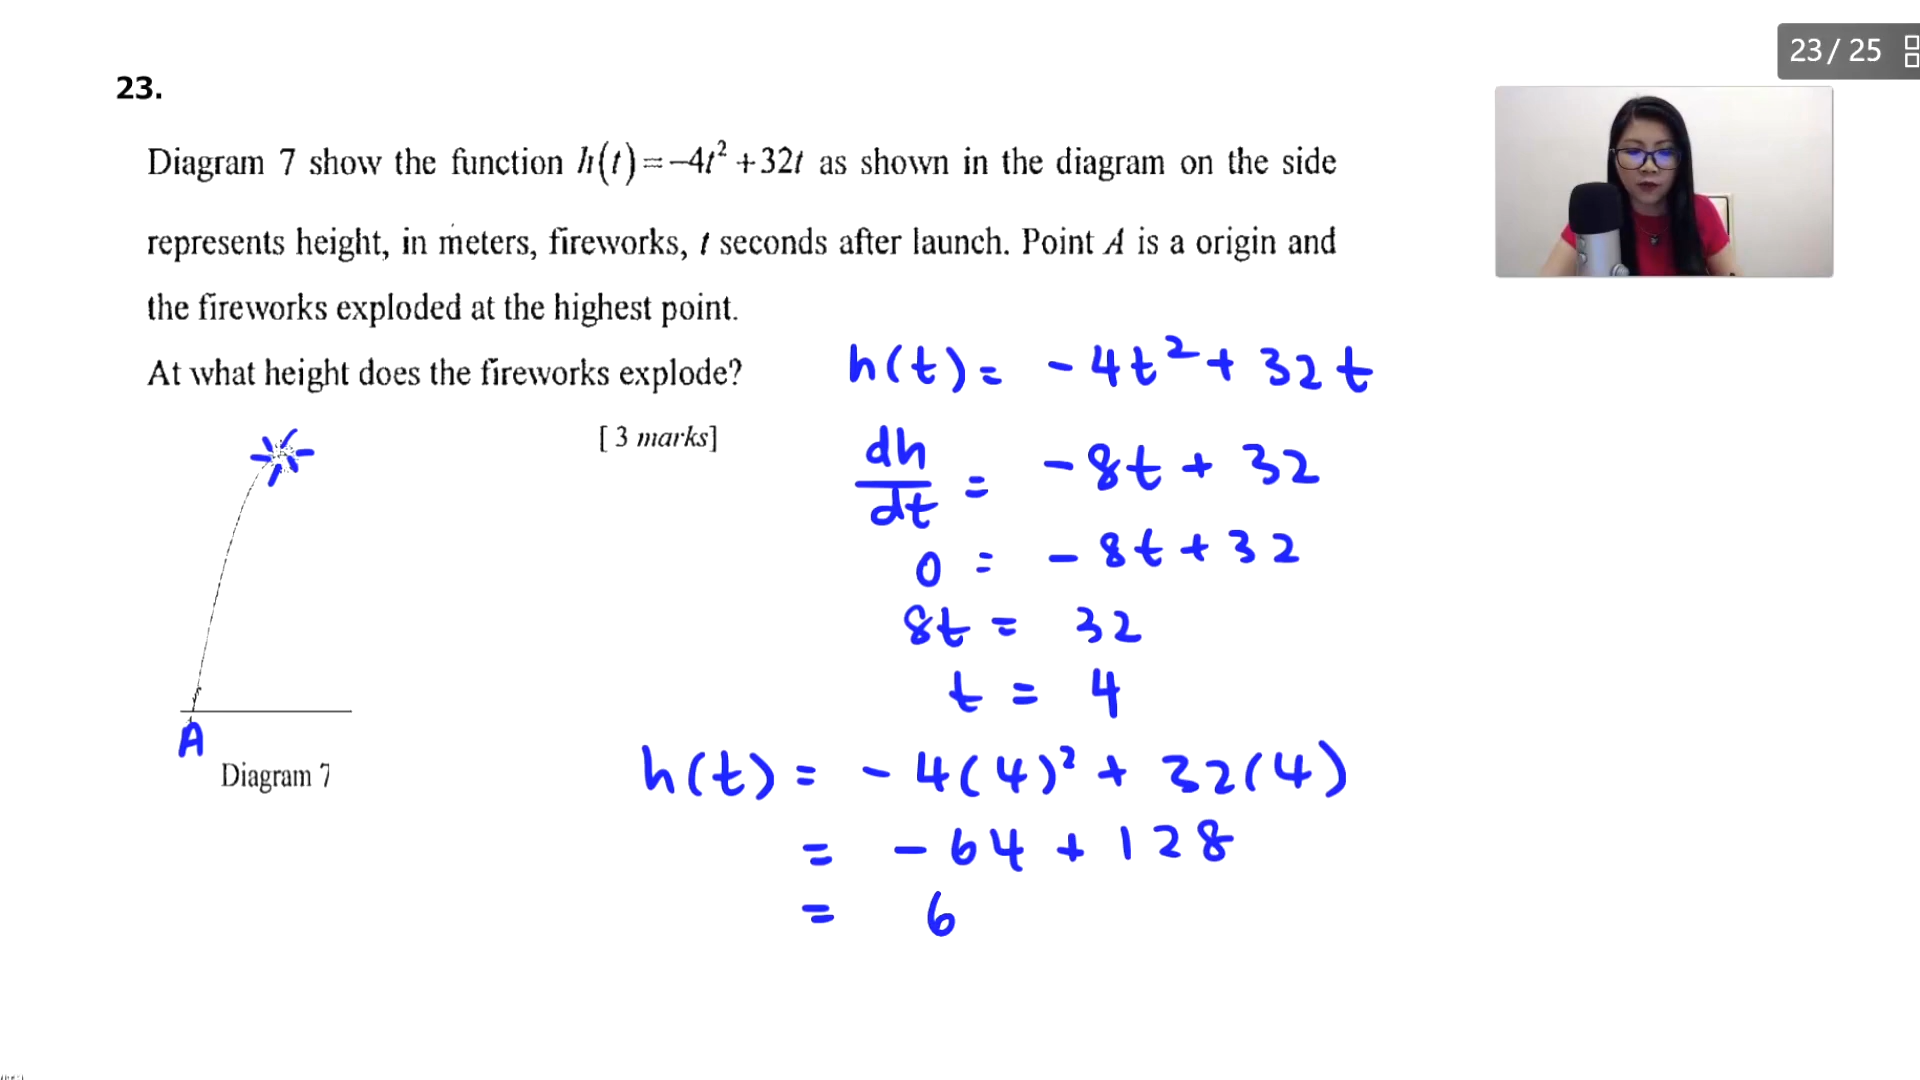 23 / 25
23.
Diagram 7 show the function h(t)=−4t² +32t as shown in the diagram on the side
represents height, in meters, fireworks, t seconds after launch. Point A is a origin and
the fireworks exploded at the highest point.
At what height does the fireworks explode?
[ 3 marks]
h(t) = -4t² + 32t
dh/dt = -8t + 32
0 = -8t + 32
8t = 32
t = 4
A
Diagram 7
h(t) = -4(4)² + 32(4)
= -64 + 128
= 6